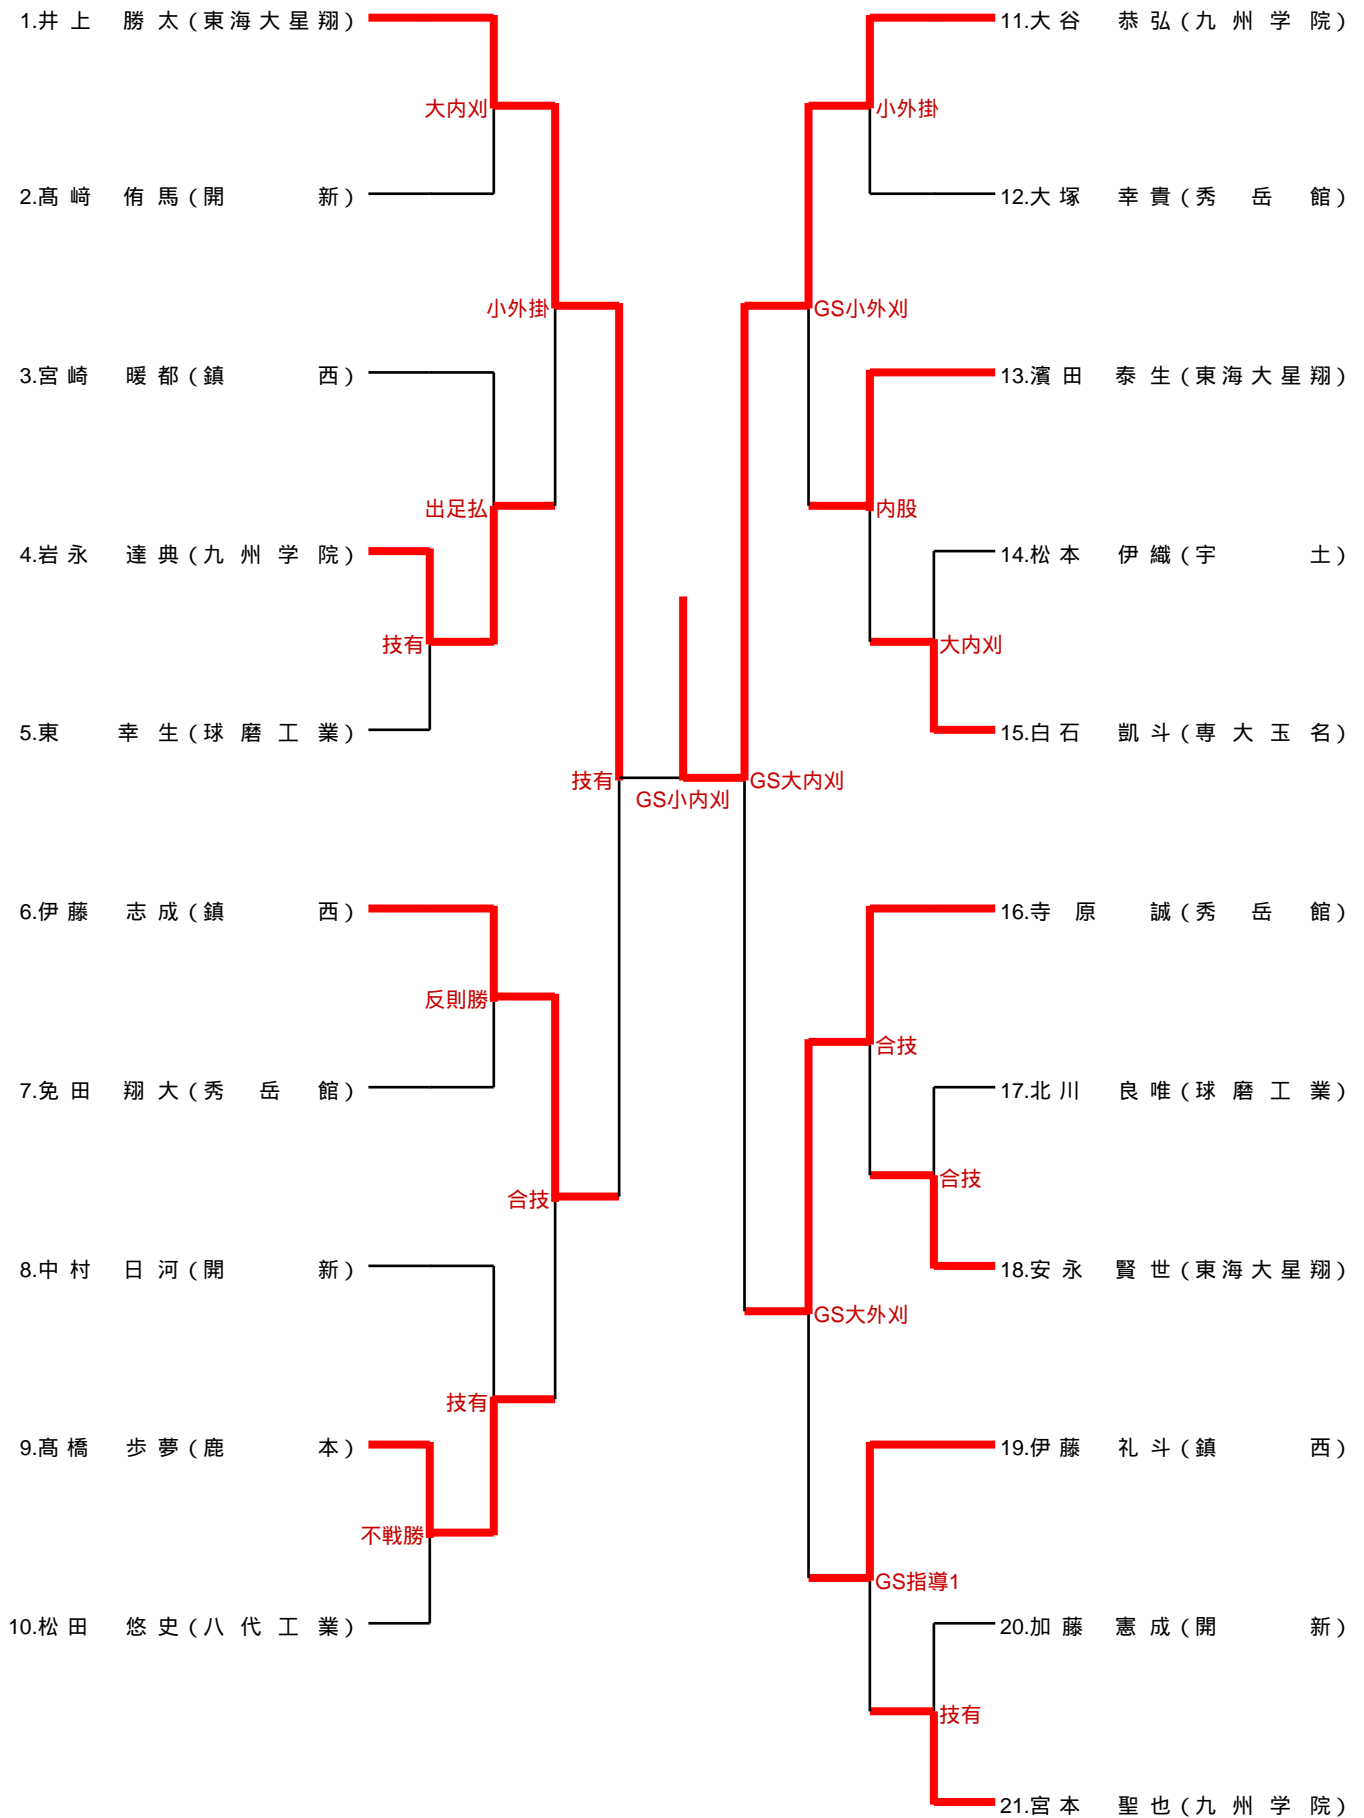 1.井上 勝太(東海大星翔)
大内刈
2.髙﨑 侑馬(開 新)
小外掛
3.宮崎 暖都(鎮 西)
出足払
4.岩永 達典(九州学院)
技有
5.東 幸生(球磨工業)
技有
6.伊藤 志成(鎮 西)
反則勝
7.免田 翔大(秀岳館)
合技
8.中村 日河(開 新)
技有
9.髙橋 歩夢(鹿 本)
不戦勝
10.松田 悠史(八代工業)
GS小内刈
11.大谷 恭弘(九州学院)
小外掛
12.大塚 幸貴(秀岳館)
GS小外刈
13.濱田 泰生(東海大星翔)
内股
14.松本 伊織(宇 土)
大内刈
15.白石 凱斗(専大玉名)
GS大内刈
16.寺原 誠(秀岳館)
合技
17.北川 良唯(球磨工業)
合技
18.安永 賢世(東海大星翔)
GS大外刈
19.伊藤 礼斗(鎮 西)
GS指導1
20.加藤 憲成(開 新)
技有
21.宮本 聖也(九州学院)